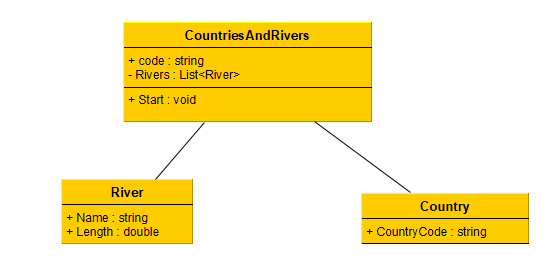 CountriesAndRivers
+ code : string
- Rivers : List<River>
+ Start : void
River
+ Name : string
+ Length : double
Country
+ CountryCode : string